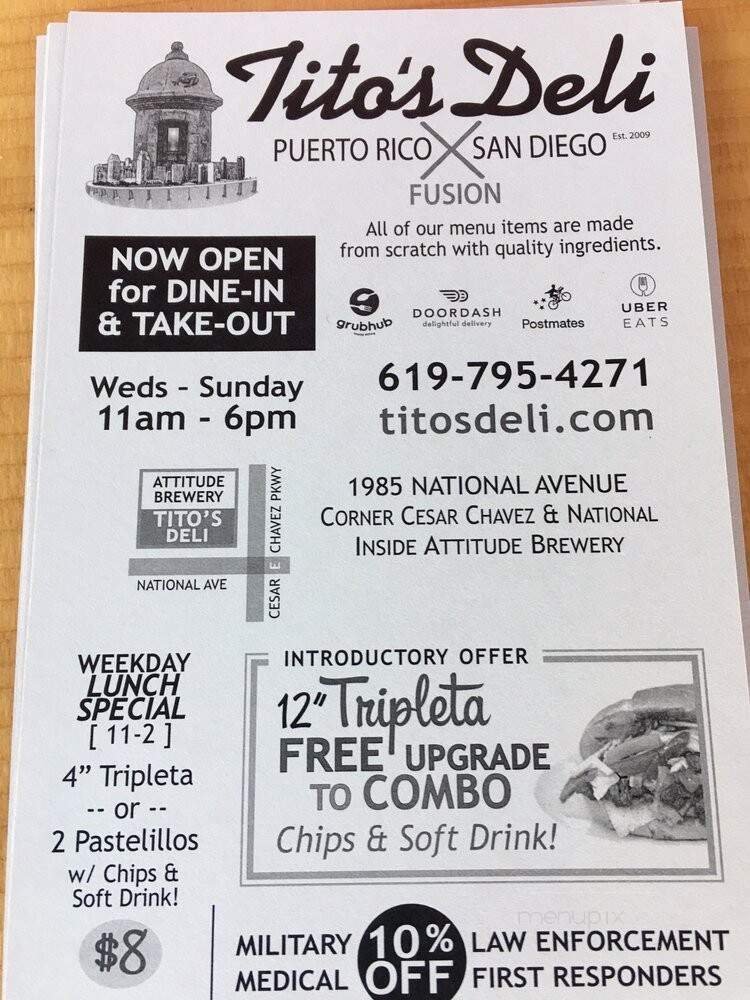 Tito's Deli
PUERTO RICO X SAN DIEGO Est. 2009
FUSION
All of our menu items are made
from scratch with quality ingredients.
NOW OPEN
for DINE-IN
& TAKE-OUT
grubhub
DOORDASH
delightful delivery
Postmates
UBER
EATS
Weds - Sunday
11am - 6pm
619-795-4271
titosdeli.com
ATTITUDE
BREWERY
TITO'S
DELI
NATIONAL AVE
CESAR E CHAVEZ PKWY
1985 NATIONAL AVENUE
CORNER CESAR CHAVEZ & NATIONAL
INSIDE ATTITUDE BREWERY
WEEKDAY
LUNCH
SPECIAL
[ 11-2 ]
4" Tripleta
-- or --
2 Pastelillos
w/ Chips &
Soft Drink!
$8
INTRODUCTORY OFFER
12" Tripleta
FREE UPGRADE
TO COMBO
Chips & Soft Drink!
menupix
MILITARY 10% LAW ENFORCEMENT
MEDICAL OFF FIRST RESPONDERS